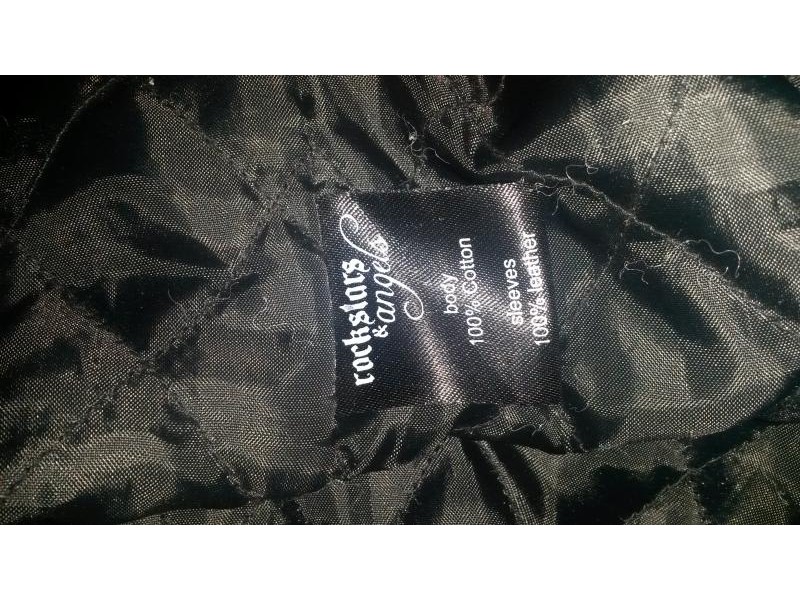 rockstars
& angels
body
100% Cotton
sleeves
100% leather